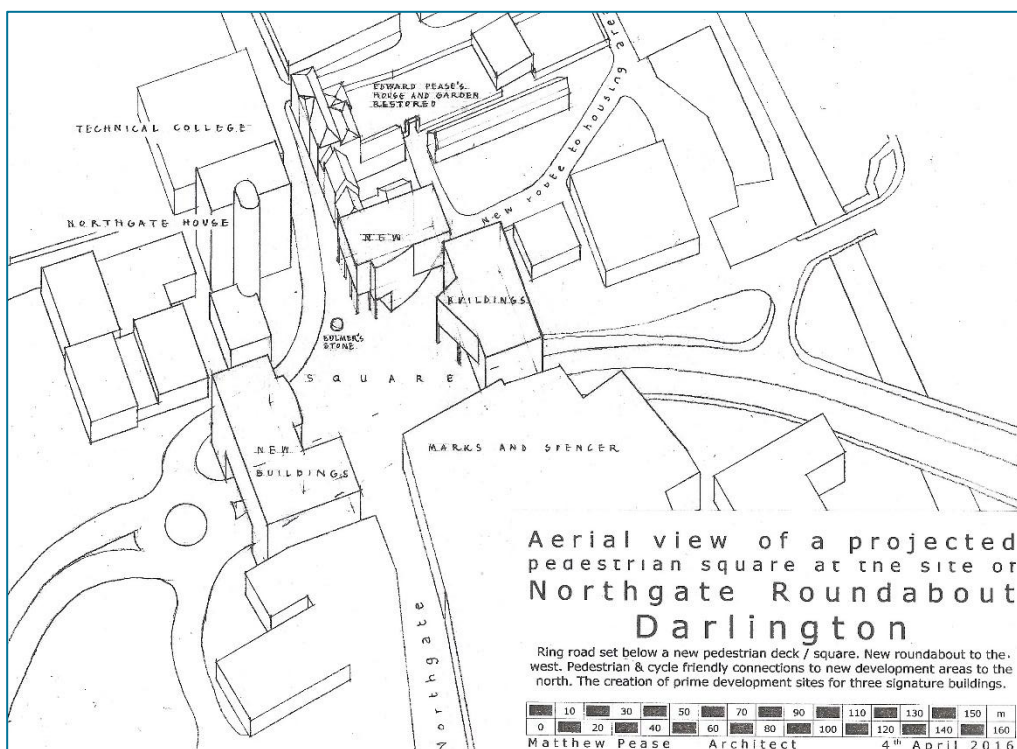 EDWARD PEASE'S
HOUSE AND GARDEN
RESTORED
New route to housing area
TECHNICAL COLLEGE
NORTHGATE HOUSE
NEW
BUILDINGS
BULMER'S
STONE
SQUARE
NEW
BUILDINGS
MARKS AND SPENCER
Northgate
Aerial view of a projected
pedestrian square at the site of
Northgate Roundabout
Darlington
Ring road set below a new pedestrian deck / square. New roundabout to the
west. Pedestrian & cycle friendly connections to new development areas to the
north. The creation of prime development sites for three signature buildings.
10 30 50 70 90 110 130 150 m
0 20 40 60 80 100 120 140 160
Matthew Pease Architect 4th April 2016